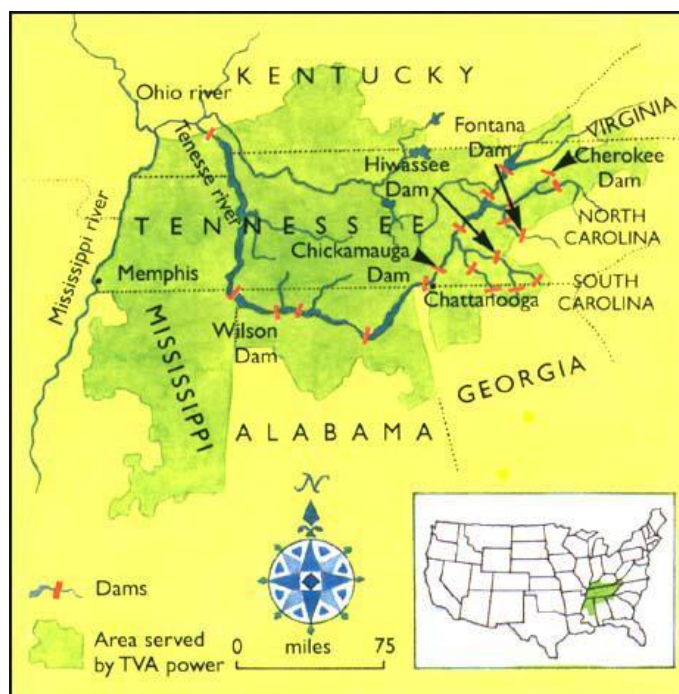 KENTUCKY
Ohio river
Tenesse river
Fontana
Dam
VIRGINIA
Hiwassee
Dam
Cherokee
Dam
TENNESSEE
NORTH
CAROLINA
Chickamauga
Dam
Mississippi river
Memphis
Chattanooga
SOUTH
CAROLINA
MISSISSIPPI
Wilson
Dam
GEORGIA
ALABAMA
N
Dams
Area served
by TVA power
0 miles 75